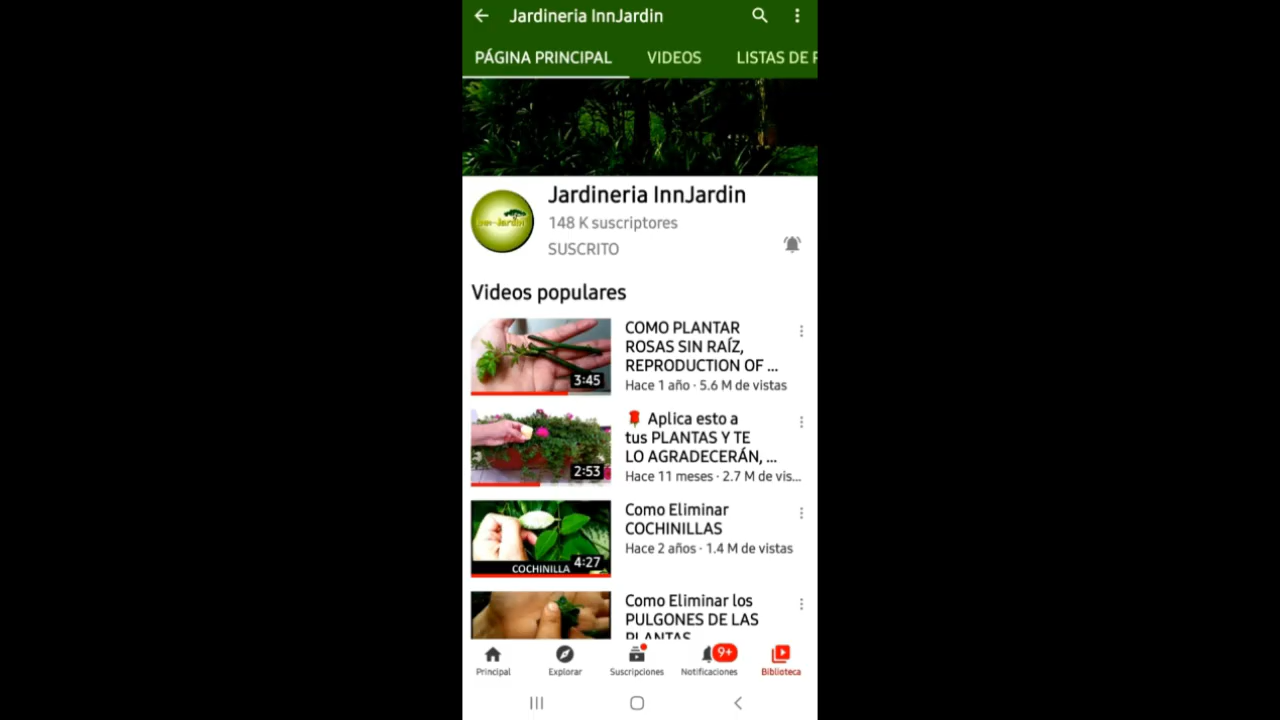 Jardineria InnJardin
PÁGINA PRINCIPAL VIDEOS LISTAS DE
Jardineria InnJardin
148 K suscriptores
SUSCRITO
Videos populares
COMO PLANTAR
ROSAS SIN RAÍZ,
REPRODUCTION OF ...
Hace 1 año · 5.6 M de vistas
3:45
🌹 Aplica esto a
tus PLANTAS Y TE
LO AGRADECERÁN, ...
Hace 11 meses · 2.7 M de vis...
2:53
Como Eliminar
COCHINILLAS
Hace 2 años · 1.4 M de vistas
COCHINILLA 4:27
Como Eliminar los
PULGONES DE LAS
PLANTAS
9+
Principal Explorar Suscripciones Notificaciones Biblioteca